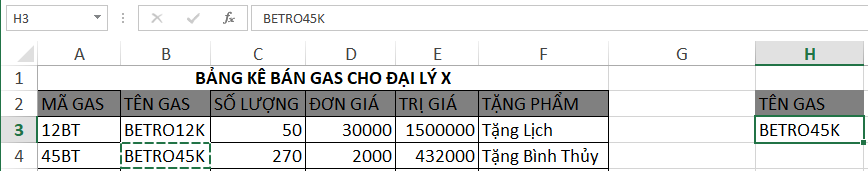 H3 BETRO45K
A B C D E F G H
1 BẢNG KÊ BÁN GAS CHO ĐẠI LÝ X
2 MÃ GAS TÊN GAS SỐ LƯỢNG ĐƠN GIÁ TRỊ GIÁ TẶNG PHẨM TÊN GAS
3 12BT BETRO12K 50 30000 1500000 Tặng Lịch BETRO45K
4 45BT BETRO45K 270 2000 432000 Tặng Bình Thủy